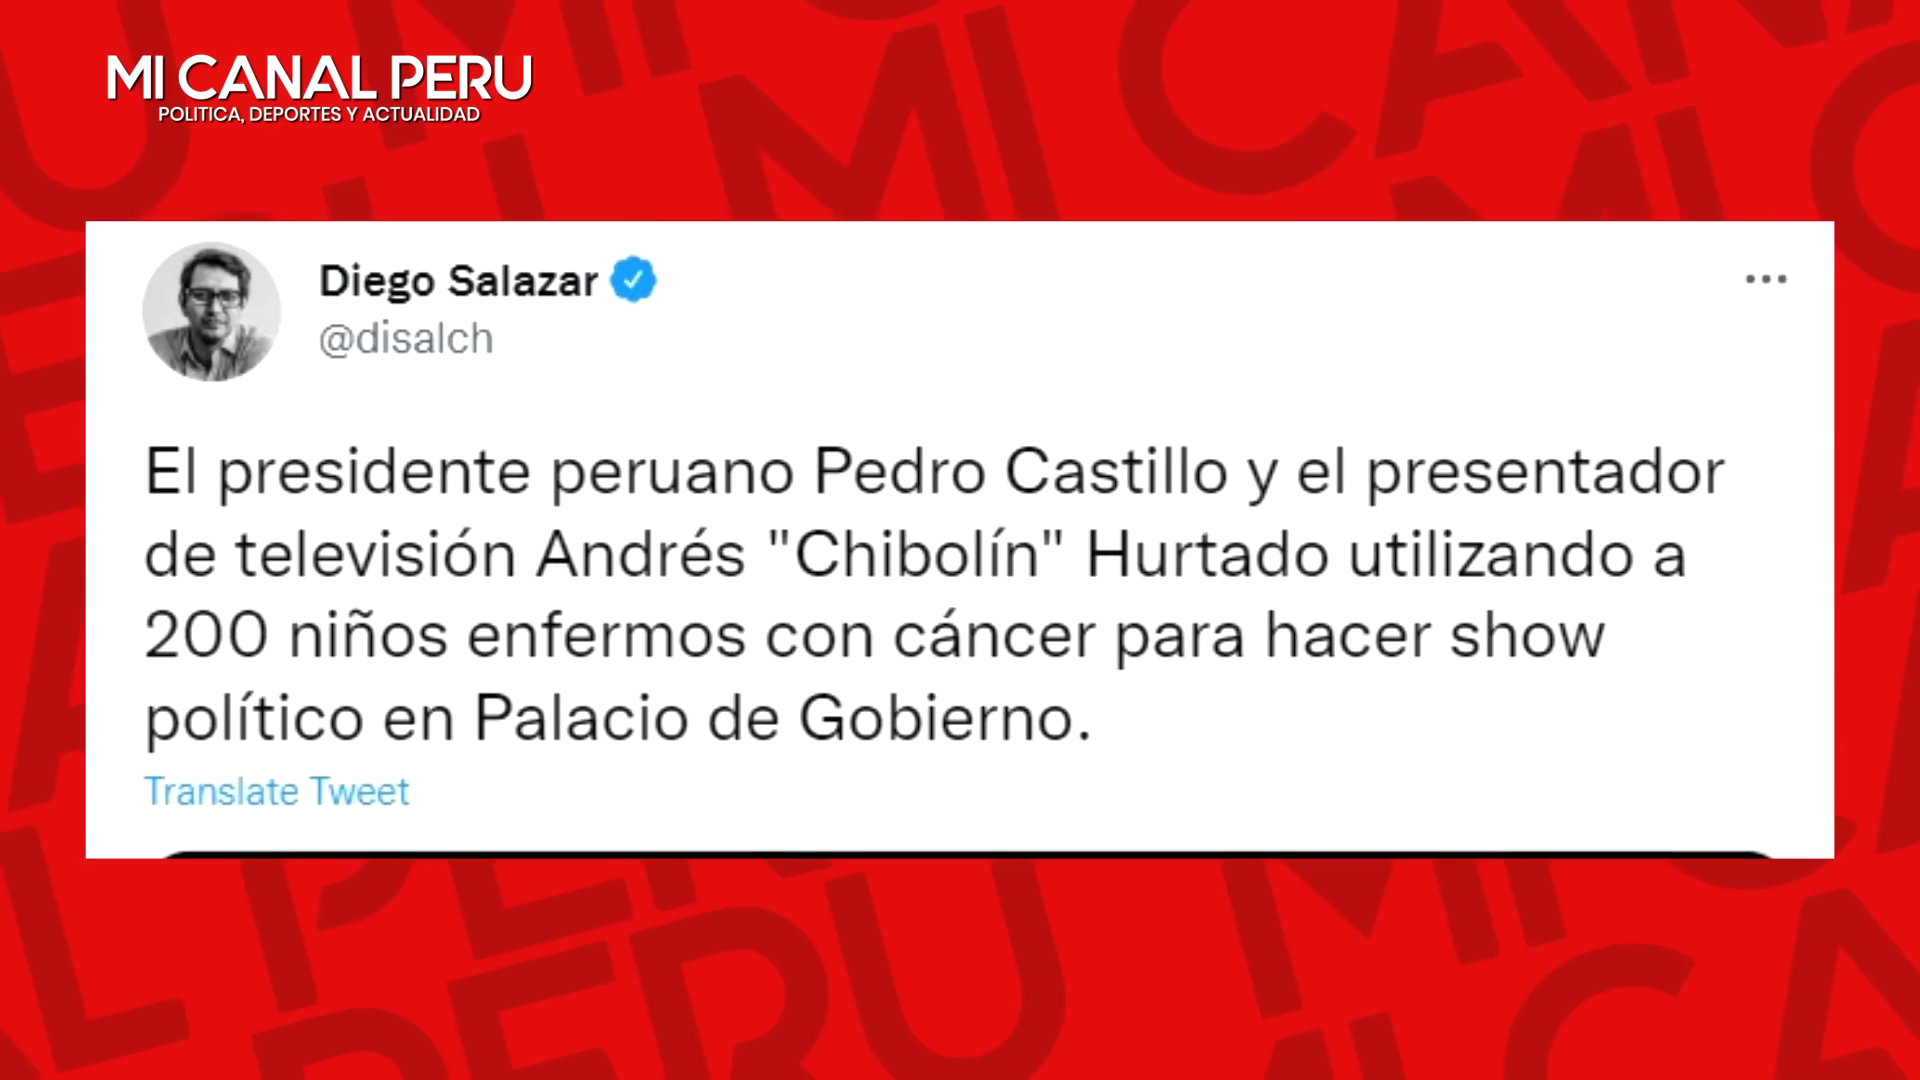 MI CANAL PERU
POLITICA, DEPORTES Y ACTUALIDAD
Diego Salazar
@disalch
El presidente peruano Pedro Castillo y el presentador
de televisión Andrés "Chibolín" Hurtado utilizando a
200 niños enfermos con cáncer para hacer show
político en Palacio de Gobierno.
Translate Tweet